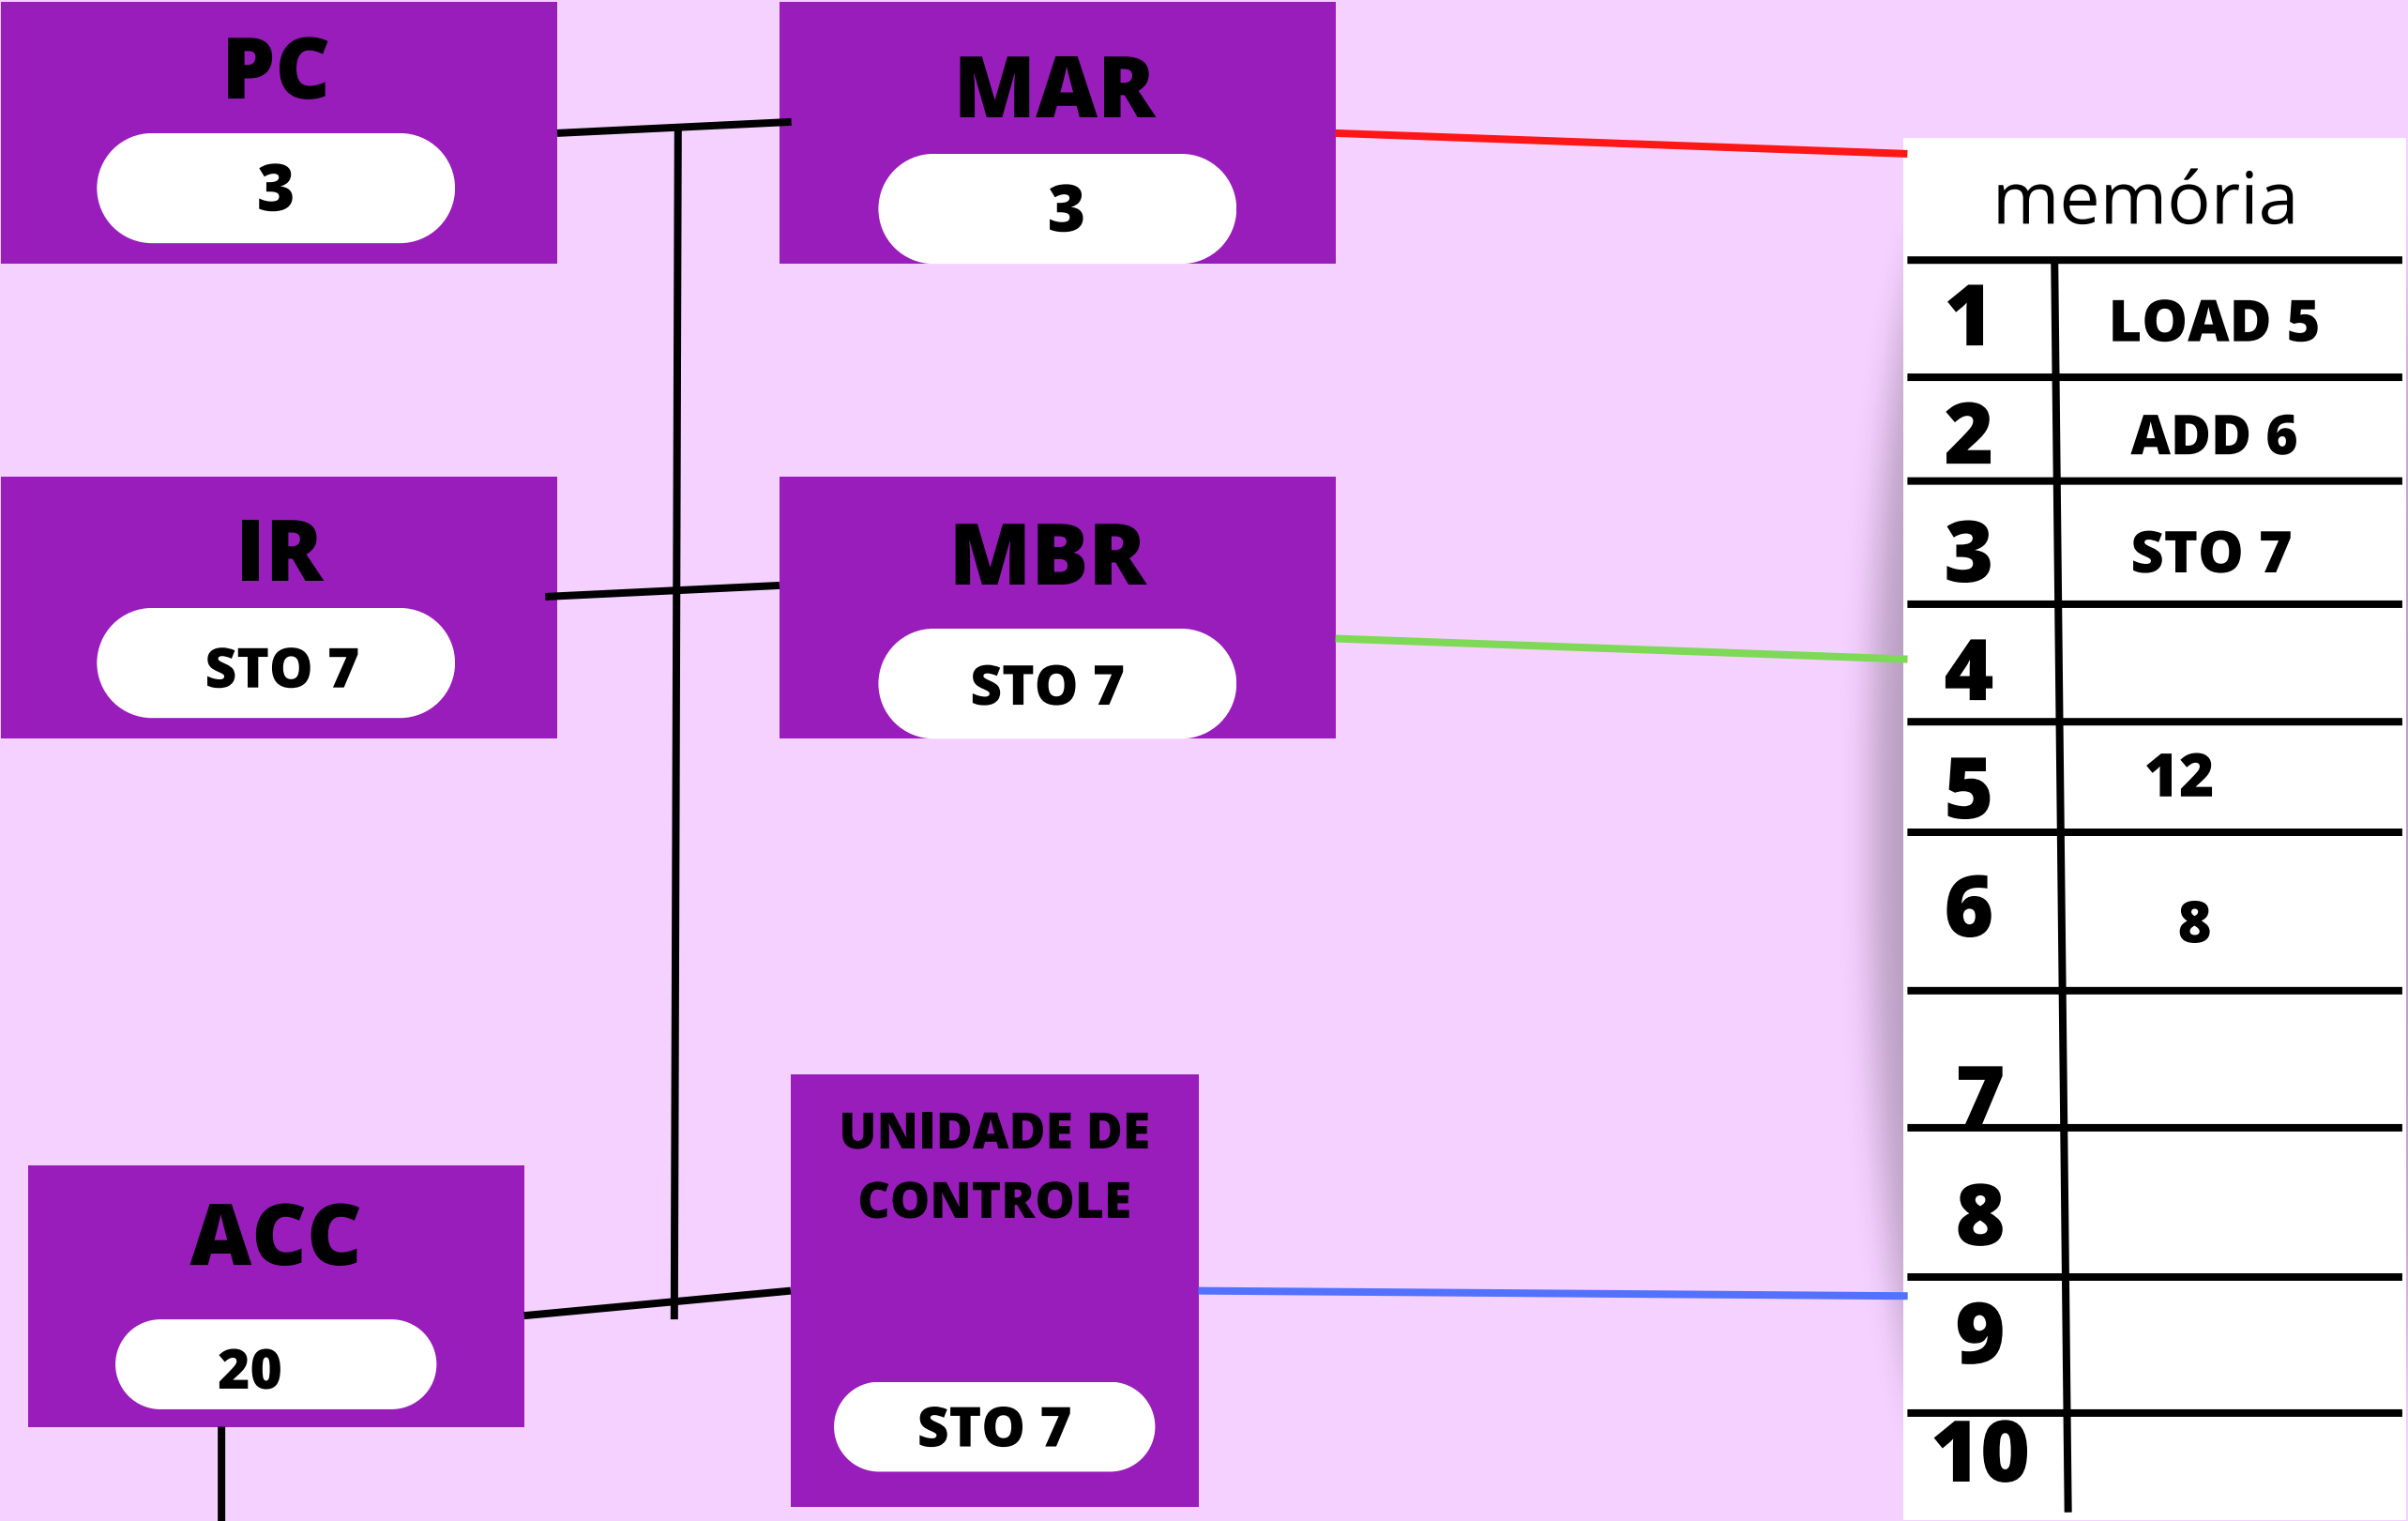 PC
3
MAR
3
IR
STO 7
MBR
STO 7
ACC
20
UNIDADE DE
CONTROLE
STO 7
memória
1 LOAD 5
2 ADD 6
3 STO 7
4
5 12
6 8
7
8
9
10